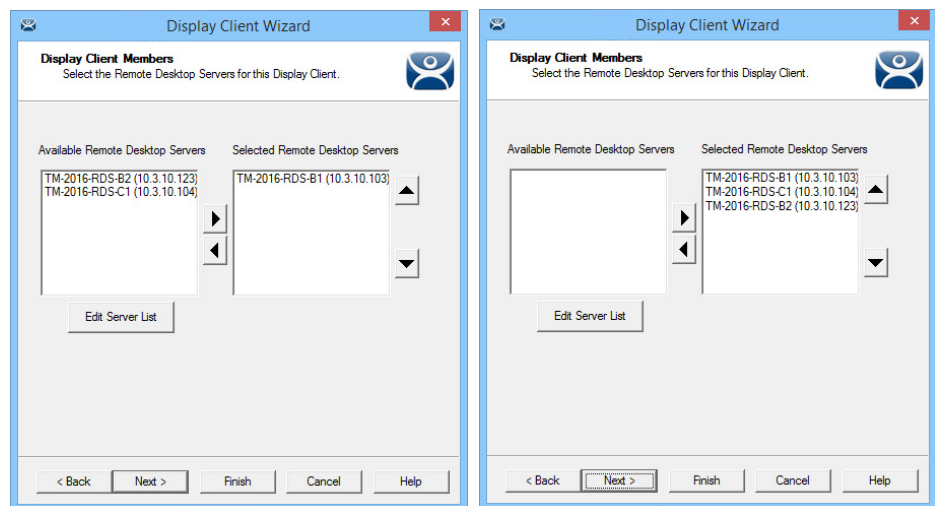 Display Client Wizard
Display Client Members
Select the Remote Desktop Servers for this Display Client.
Available Remote Desktop Servers
Selected Remote Desktop Servers
TM-2016-RDS-B2 (10.3.10.123)
TM-2016-RDS-C1 (10.3.10.104)
TM-2016-RDS-B1 (10.3.10.103)
Edit Server List
< Back
Next >
Finish
Cancel
Help
Display Client Wizard
Display Client Members
Select the Remote Desktop Servers for this Display Client.
Available Remote Desktop Servers
Selected Remote Desktop Servers
TM-2016-RDS-B1 (10.3.10.103)
TM-2016-RDS-C1 (10.3.10.104)
TM-2016-RDS-B2 (10.3.10.123)
Edit Server List
< Back
Next >
Finish
Cancel
Help